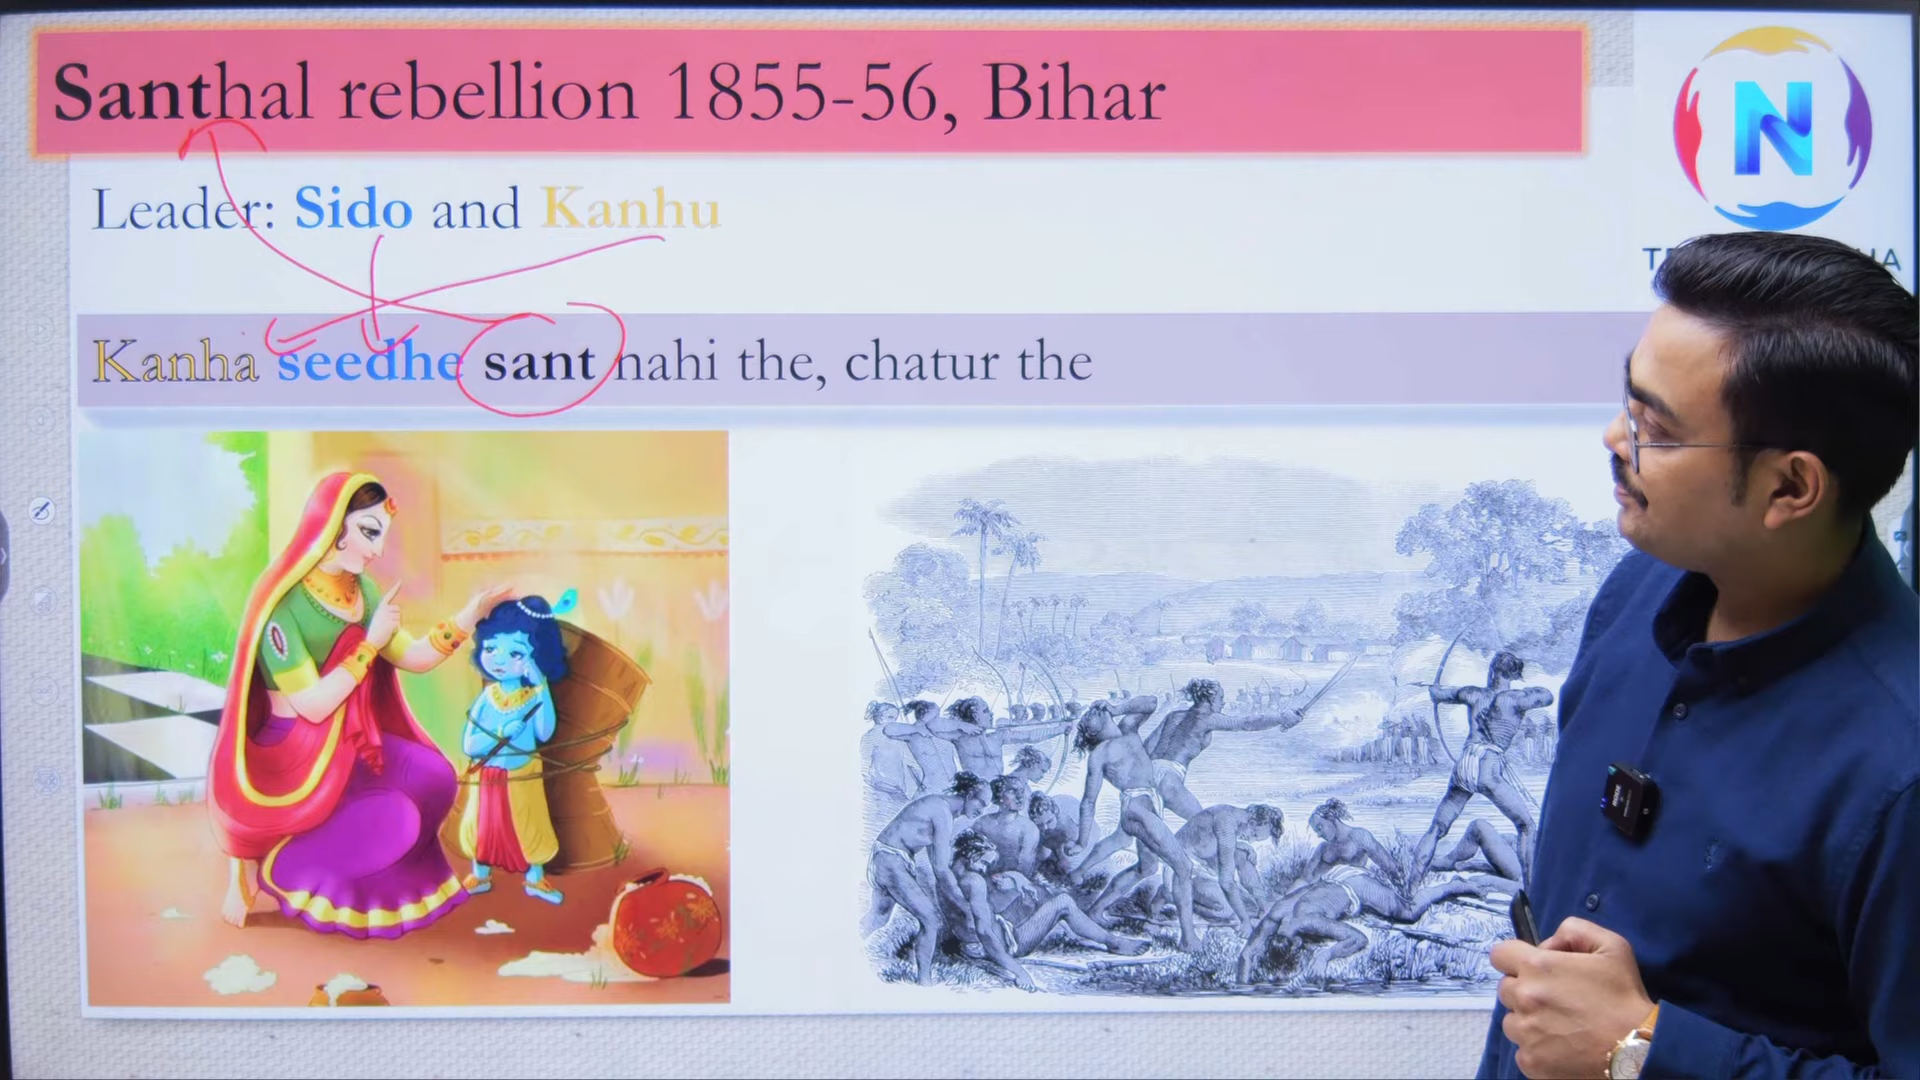 Santhal rebellion 1855-56, Bihar
Leader: Sido and Kanhu
Kanha seedhe sant nahi the, chatur the
N